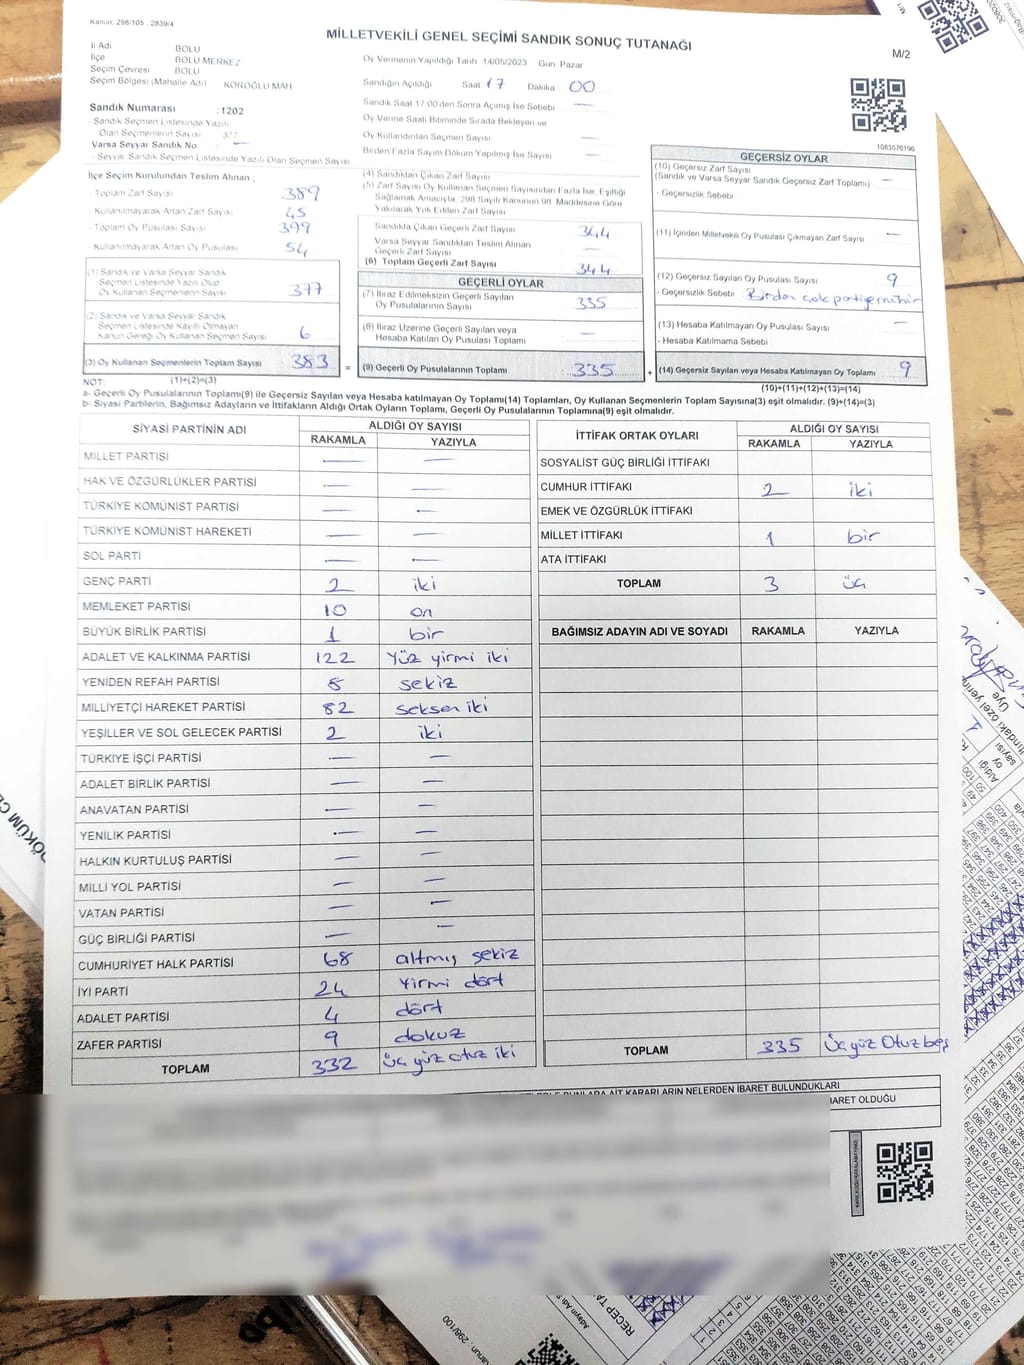 Kanun: 298/105 , 2839/4
MİLLETVEKİLİ GENEL SEÇİMİ SANDIK SONUÇ TUTANAĞI
M/2
İl Adı BOLU
İlçe BOLU MERKEZ
Seçim Çevresi BOLU
Seçim Bölgesi (Mahalle Adı) KÖROĞLU MAH.
Sandık Numarası :1202
- Sandık Seçmen Listesinde Yazılı
Olan Seçmenlerin Sayısı 377
Varsa Seyyar Sandık No : —
- Seyyar Sandık Seçmen Listesinde Yazılı Olan Seçmen Sayısı
Oy Vermenin Yapıldığı Tarih 14/05/2023 Gün: Pazar
Sandığın Açıldığı Saat 17 Dakika 00
Sandık Saat 17:00'den Sonra Açılmış İse Sebebi —
Oy Verme Saati Bitiminde Sırada Bekleyen ve
Oy Kullandırılan Seçmen Sayısı —
Birden Fazla Sayım Döküm Yapılmış İse Sayısı —
1083576196
İlçe Seçim Kurulundan Teslim Alınan ;
- Toplam Zarf Sayısı 389
- Kullanılmayarak Artan Zarf Sayısı 45
- Toplam Oy Pusulası Sayısı 399
- Kullanılmayarak Artan Oy Pusulası 54
(1) Sandık ve Varsa Seyyar Sandık
Seçmen Listesinde Yazılı Olup
Oy Kullanan Seçmenlerin Sayısı 377
(2) Sandık ve Varsa Seyyar Sandık
Seçmen Listesinde Kayıtlı Olmayan
Kanun Gereği Oy Kullanan Seçmen Sayısı 6
(3) Oy Kullanan Seçmenlerin Toplam Sayısı 383
(4) Sandıktan Çıkan Zarf Sayısı
(5) Zarf Sayısı Oy Kullanan Seçmen Sayısından Fazla İse, Eşitliği
Sağlamak Amacıyla, 298 Sayılı Kanunun 98. Maddesine Göre
Yakılarak Yok Edilen Zarf Sayısı
Sandıkta Çıkan Geçerli Zarf Sayısı 344
Varsa Seyyar Sandıktan Teslim Alınan
Geçerli Zarf Sayısı —
(6) Toplam Geçerli Zarf Sayısı 344
GEÇERLİ OYLAR
(7) İtiraz Edilmeksizin Geçerli Sayılan
Oy Pusulalarının Sayısı 335
(8) İtiraz Üzerine Geçerli Sayılan veya
Hesaba Katılan Oy Pusulası Toplamı —
= (9) Geçerli Oy Pusulalarının Toplamı 335
GEÇERSİZ OYLAR
(10) Geçersiz Zarf Sayısı
(Sandık ve Varsa Seyyar Sandık Geçersiz Zarf Toplamı) —
- Geçersizlik Sebebi
(11) İçinden Milletvekili Oy Pusulası Çıkmayan Zarf Sayısı —
(12) Geçersiz Sayılan Oy Pusulası Sayısı 9
- Geçersizlik Sebebi Birden çok partiye mühür
(13) Hesaba Katılmayan Oy Pusulası Sayısı —
- Hesaba Katılmama Sebebi
+ (14) Geçersiz Sayılan veya Hesaba Katılmayan Oy Toplamı 9
NOT: (1)+(2)=(3) (10)+(11)+(12)+(13)=(14)
a- Geçerli Oy Pusulalarının Toplamı(9) ile Geçersiz Sayılan veya Hesaba katılmayan Oy Toplamı(14) Toplamları, Oy Kullanan Seçmenlerin Toplam Sayısına(3) eşit olmalıdır. (9)+(14)=(3)
b- Siyasi Partilerin, Bağımsız Adayların ve İttifakların Aldığı Ortak Oyların Toplamı, Geçerli Oy Pusulalarının Toplamına(9) eşit olmalıdır.
SİYASİ PARTİNİN ADI ALDIĞI OY SAYISI
RAKAMLA YAZIYLA
MİLLET PARTİSİ — —
HAK VE ÖZGÜRLÜKLER PARTİSİ — —
TÜRKİYE KOMÜNİST PARTİSİ — —
TÜRKİYE KOMÜNİST HAREKETİ — —
SOL PARTİ — —
GENÇ PARTİ 2 iki
MEMLEKET PARTİSİ 10 on
BÜYÜK BİRLİK PARTİSİ 1 bir
ADALET VE KALKINMA PARTİSİ 122 Yüz yirmi iki
YENİDEN REFAH PARTİSİ 8 sekiz
MİLLİYETÇİ HAREKET PARTİSİ 82 seksen iki
YEŞİLLER VE SOL GELECEK PARTİSİ 2 iki
TÜRKİYE İŞÇİ PARTİSİ — —
ADALET BİRLİK PARTİSİ — —
ANAVATAN PARTİSİ — —
YENİLİK PARTİSİ — —
HALKIN KURTULUŞ PARTİSİ — —
MİLLİ YOL PARTİSİ — —
VATAN PARTİSİ — —
GÜÇ BİRLİĞİ PARTİSİ — —
CUMHURİYET HALK PARTİSİ 68 altmış sekiz
İYİ PARTİ 24 Yirmi dört
ADALET PARTİSİ 4 dört
ZAFER PARTİSİ 9 dokuz
TOPLAM 332 üç yüz otuz iki
İTTİFAK ORTAK OYLARI ALDIĞI OY SAYISI
RAKAMLA YAZIYLA
SOSYALİST GÜÇ BİRLİĞİ İTTİFAKI
CUMHUR İTTİFAKI 2 iki
EMEK VE ÖZGÜRLÜK İTTİFAKI
MİLLET İTTİFAKI 1 bir
ATA İTTİFAKI
TOPLAM 3 üç
BAĞIMSIZ ADAYIN ADI VE SOYADI RAKAMLA YAZIYLA
TOPLAM 335 Üç yüz Otuz beş
AİT KARARLARIN NELERDEN İBARET BULUNDUKLARI
BARET OLDUĞU
DÖKÜM
RECEP TA
Adayın Adı
298/100